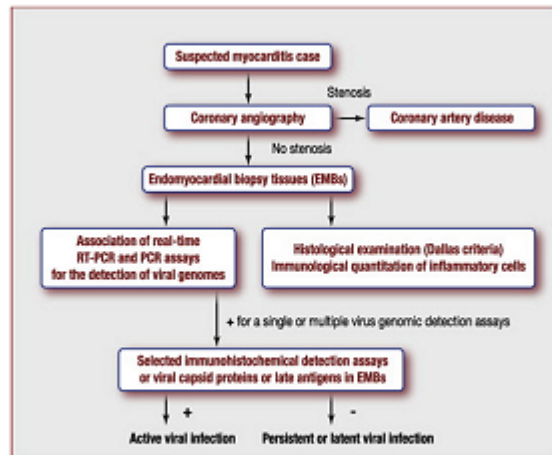 Suspected myocarditis case
Stenosis
Coronary angiography
Coronary artery disease
No stenosis
Endomyocardial biopsy tissues (EMBs)
Association of real-time
RT-PCR and PCR assays
for the detection of viral genomes
Histological examination (Dallas criteria)
Immunological quantitation of inflammatory cells
+ for a single or multiple virus genomic detection assays
Selected immunohistochemical detection assays
or viral capsid proteins or late antigens in EMBs
+
-
Active viral infection
Persistent or latent viral infection